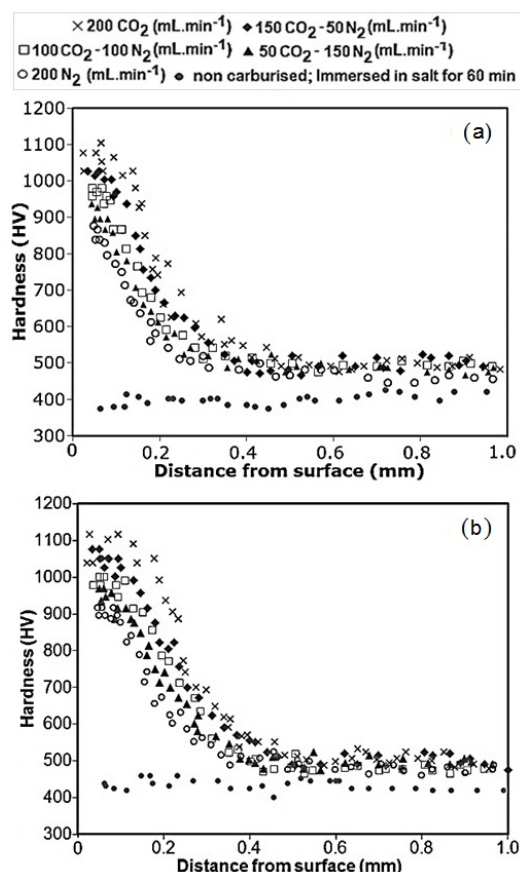 × 200 CO₂ (mL.min⁻¹) ◆ 150 CO₂-50 N₂ (mL.min⁻¹)
□ 100 CO₂-100 N₂ (mL.min⁻¹) ▲ 50 CO₂-150 N₂ (mL.min⁻¹)
○ 200 N₂ (mL.min⁻¹) ● non carburised; Immersed in salt for 60 min
(a)
Hardness (HV)
1200
1100
1000
900
800
700
600
500
400
300
0 0.2 0.4 0.6 0.8 1.0
Distance from surface (mm)
(b)
Hardness (HV)
1200
1100
1000
900
800
700
600
500
400
300
0 0.2 0.4 0.6 0.8 1.0
Distance from surface (mm)